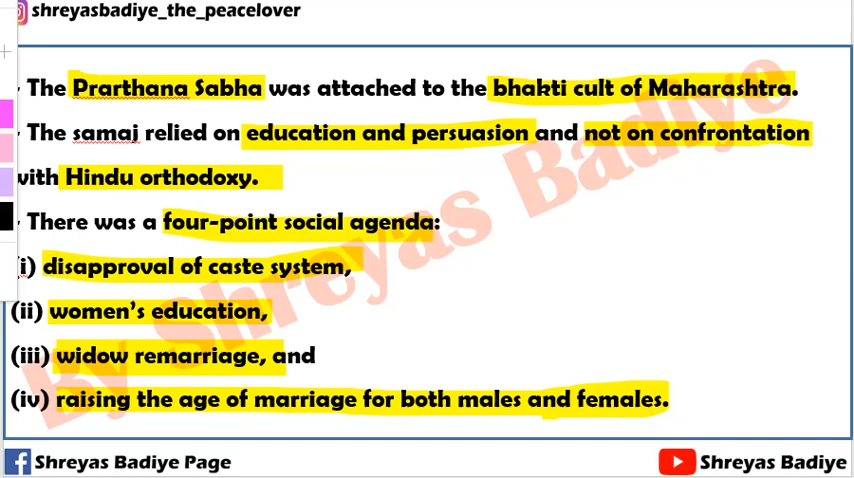 shreyasbadiye_the_peacelover
- The Prarthana Sabha was attached to the bhakti cult of Maharashtra.
- The samaj relied on education and persuasion and not on confrontation
with Hindu orthodoxy.
- There was a four-point social agenda:
(i) disapproval of caste system,
(ii) women's education,
(iii) widow remarriage, and
(iv) raising the age of marriage for both males and females.
By Shreyas Badiye
Shreyas Badiye Page
Shreyas Badiye